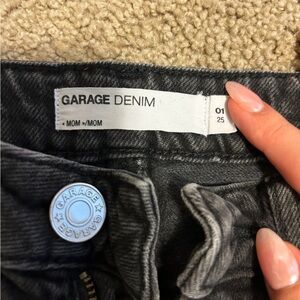 GARAGE DENIM
• MOM •/MOM
01
25
GARAGE ☆ GARAGE ☆